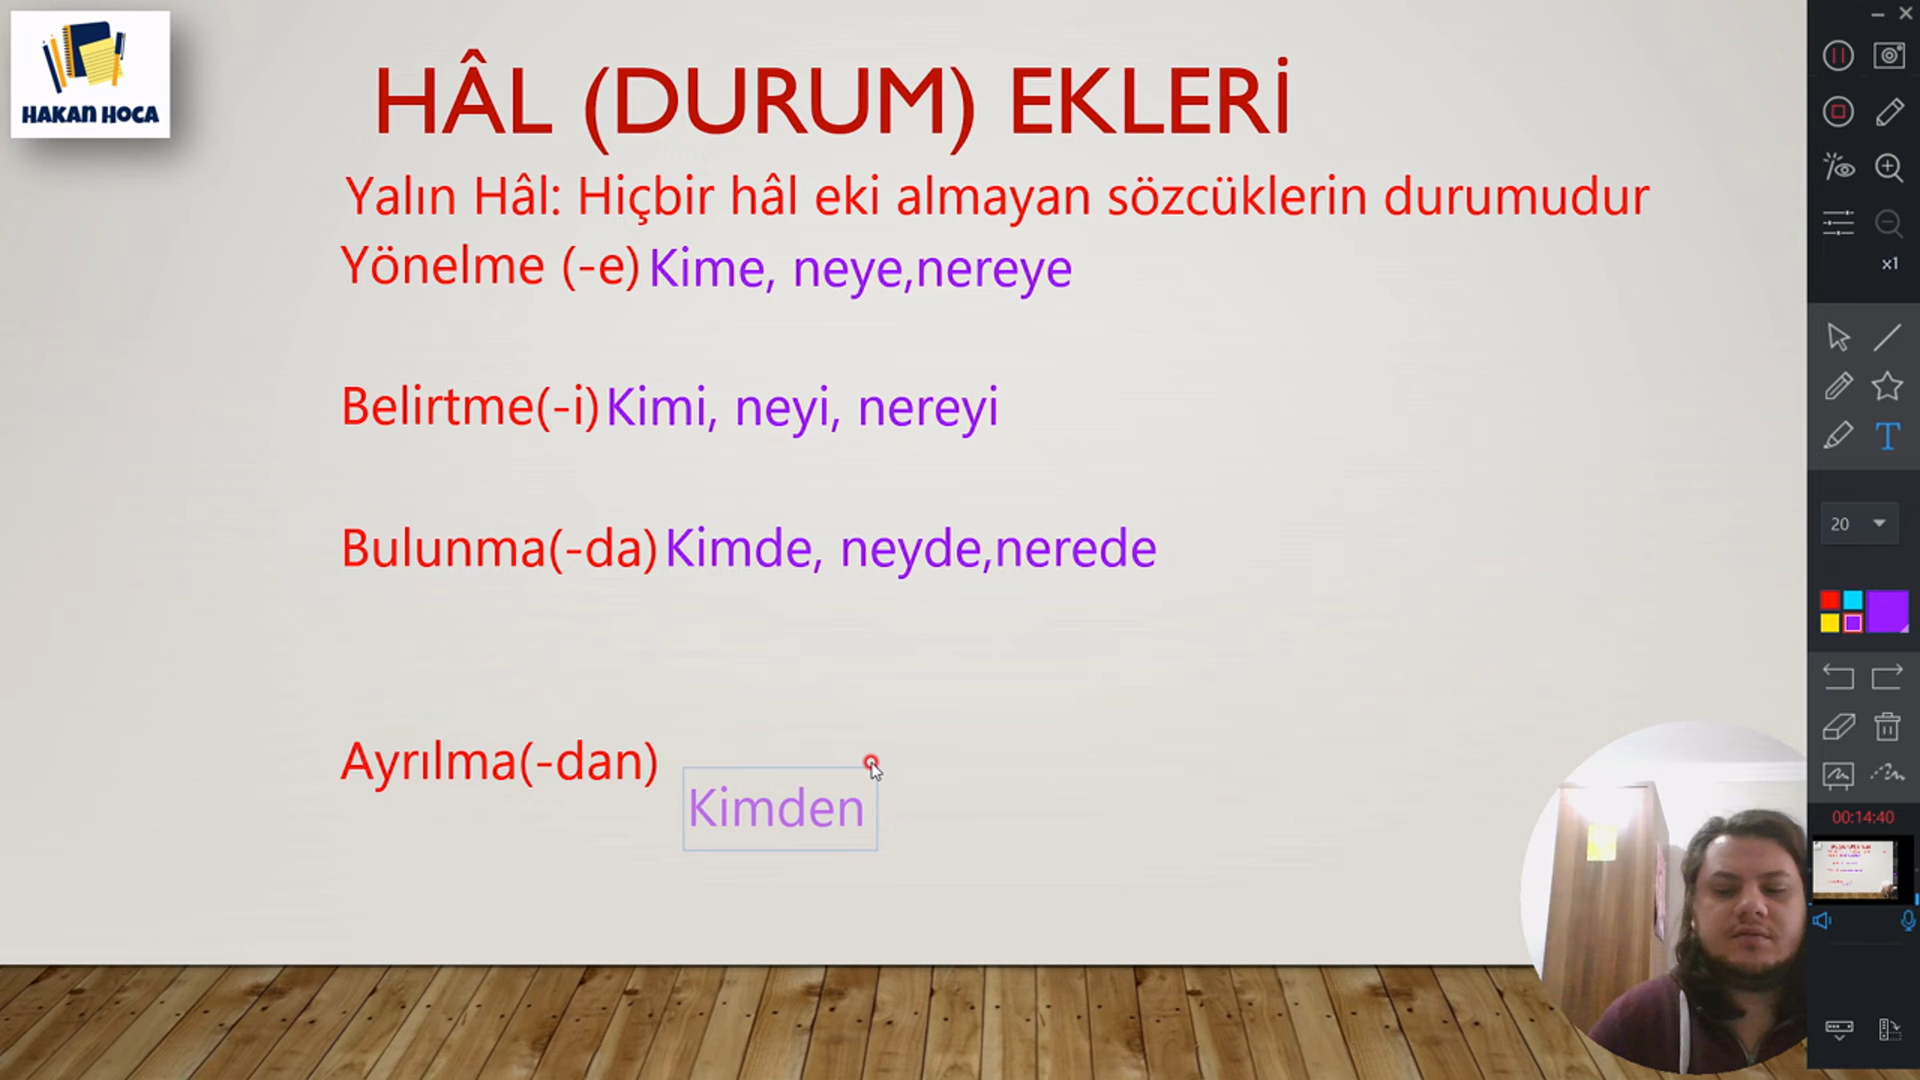 HAKAN HOCA
HÂL (DURUM) EKLERİ
Yalın Hâl: Hiçbir hâl eki almayan sözcüklerin durumudur
Yönelme (-e) Kime, neye,nereye
Belirtme(-i) Kimi, neyi, nereyi
Bulunma(-da) Kimde, neyde,nerede
Ayrılma(-dan)
Kimden
x1
T
20
00:14:40